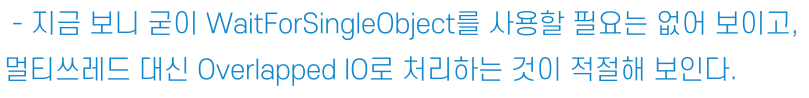 - 지금 보니 굳이 WaitForSingleObject를 사용할 필요는 없어 보이고,
멀티쓰레드 대신 Overlapped IO로 처리하는 것이 적절해 보인다.